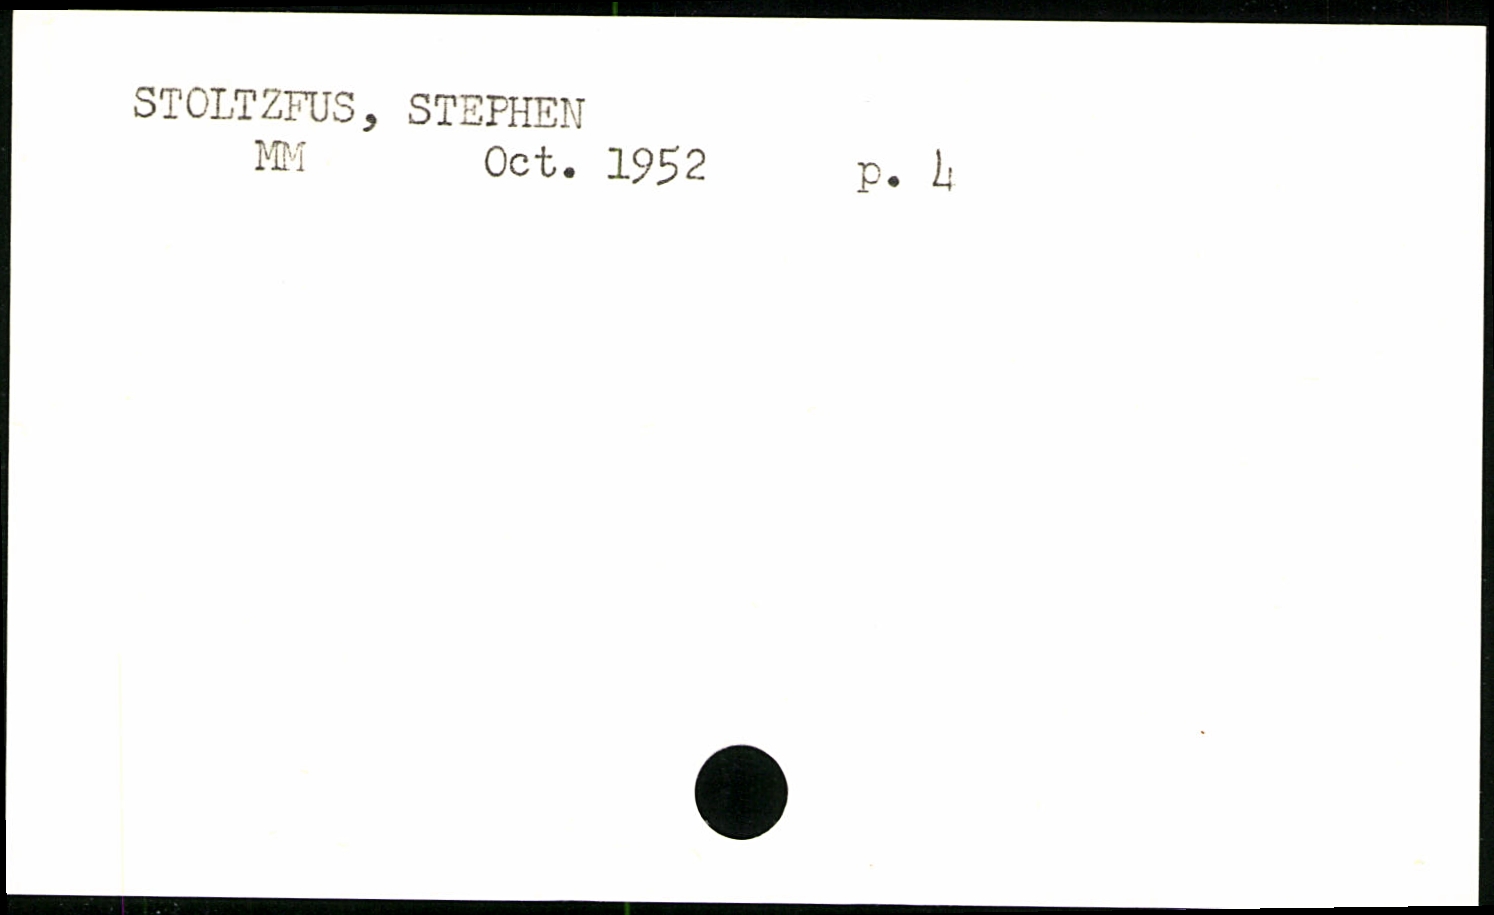 STOLTZFUS, STEPHEN
MM Oct. 1952 p. 4